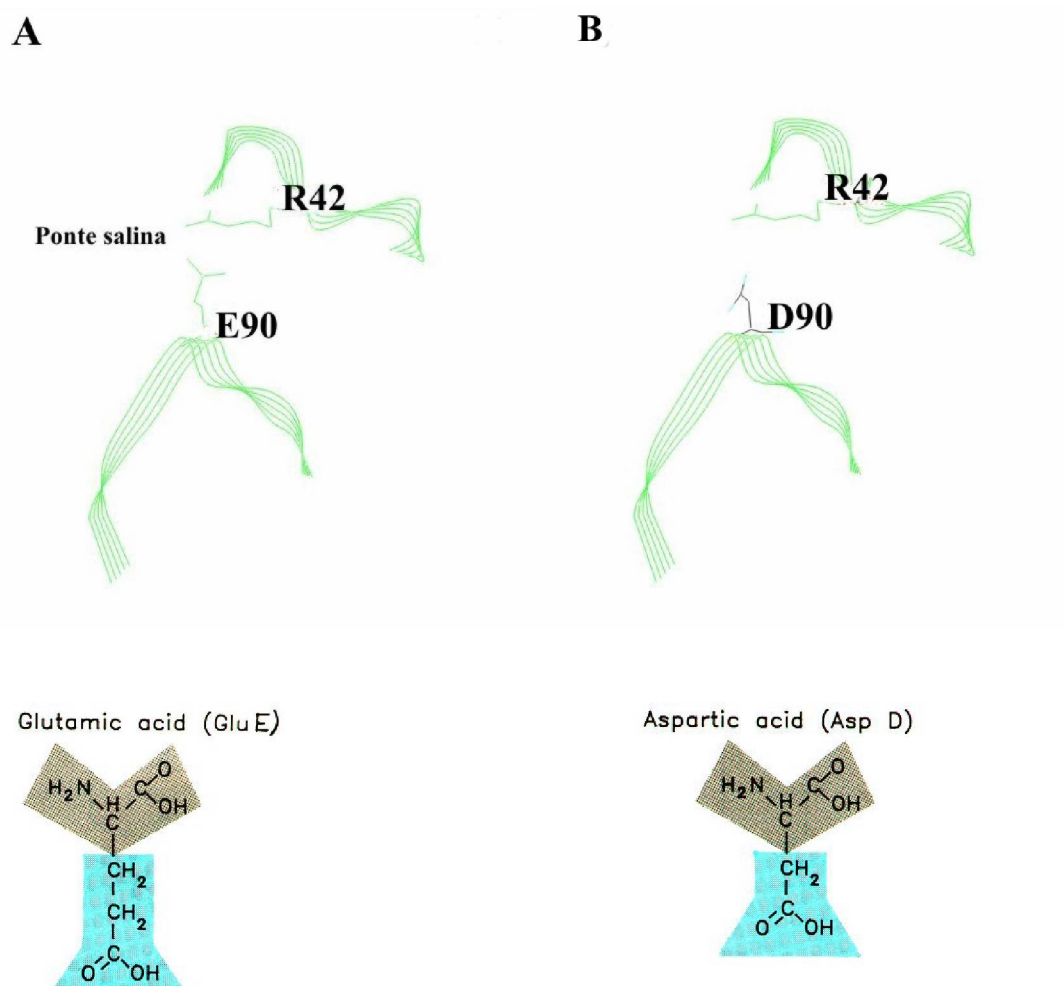 A
B
R42
R42
Ponte salina
E90
D90
Glutamic acid (Glu E)
H₂N H C O
C OH
CH₂
CH₂
C
O OH
Aspartic acid (Asp D)
H₂N H C O
C OH
CH₂
C
O OH